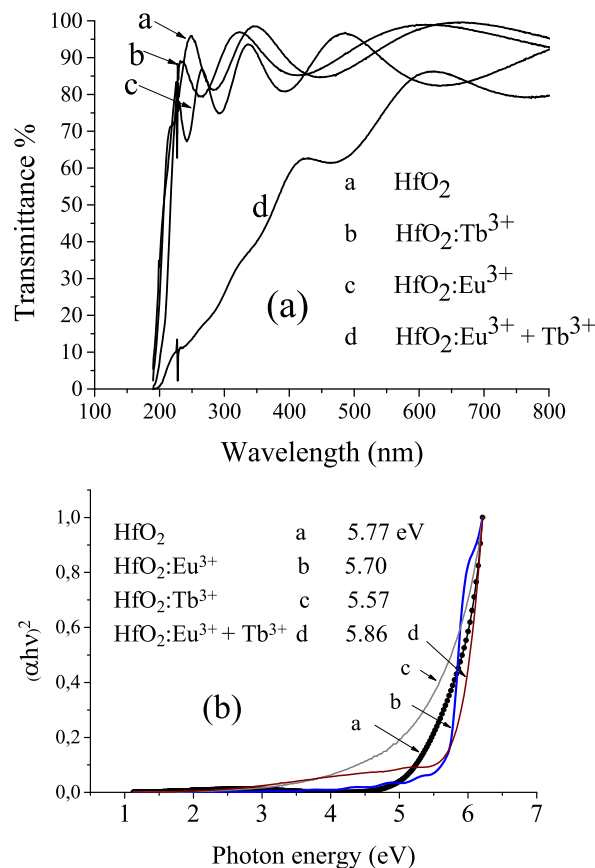 100
90
80
70
60
50
40
30
20
10
0
Transmittance %
a
b
c
d
(a)
a HfO2
b HfO2:Tb3+
c HfO2:Eu3+
d HfO2:Eu3+ + Tb3+
100 200 300 400 500 600 700 800
Wavelength (nm)
1,0
0,8
0,6
0,4
0,2
0,0
(αhν)2
HfO2 a 5.77 eV
HfO2:Eu3+ b 5.70
HfO2:Tb3+ c 5.57
HfO2:Eu3+ + Tb3+ d 5.86
d
c
b
a
(b)
1 2 3 4 5 6 7
Photon energy (eV)